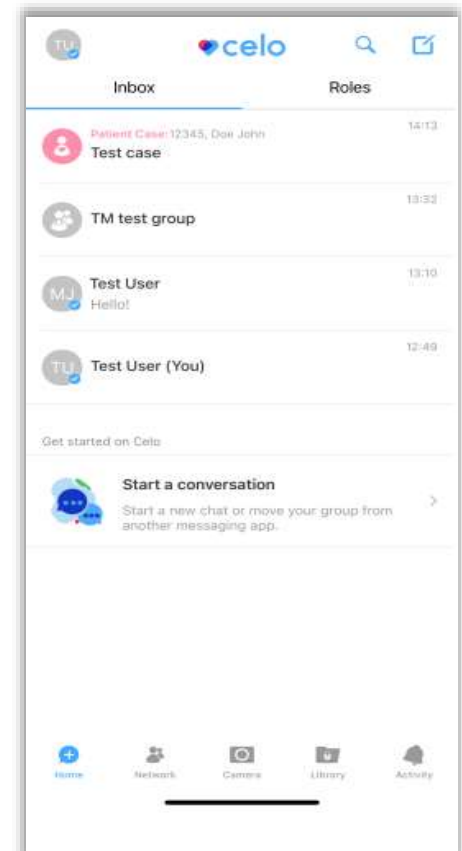 TU
celo
Inbox
Roles
Patient Case: 12345, Doe John
14:13
Test case
TM test group
13:32
MJ
Test User
13:10
Hello!
TU
Test User (You)
12:49
Get started on Celo
Start a conversation
Start a new chat or move your group from
another messaging app.
Home
Network
Camera
Library
Activity